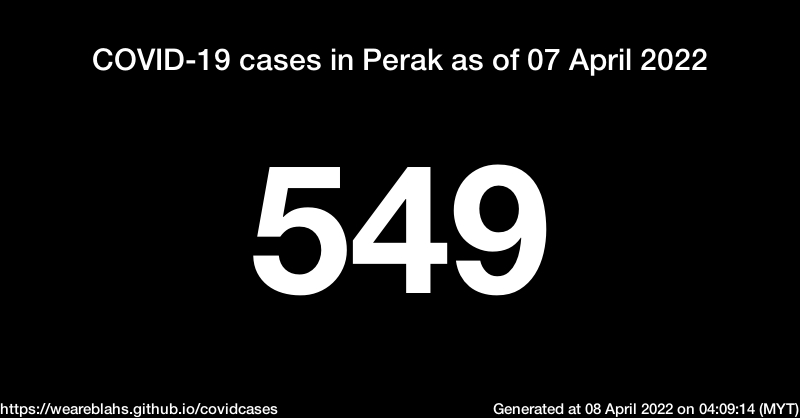 COVID-19 cases in Perak as of 07 April 2022
549
https://weareblahs.github.io/covidcases
Generated at 08 April 2022 on 04:09:14 (MYT)